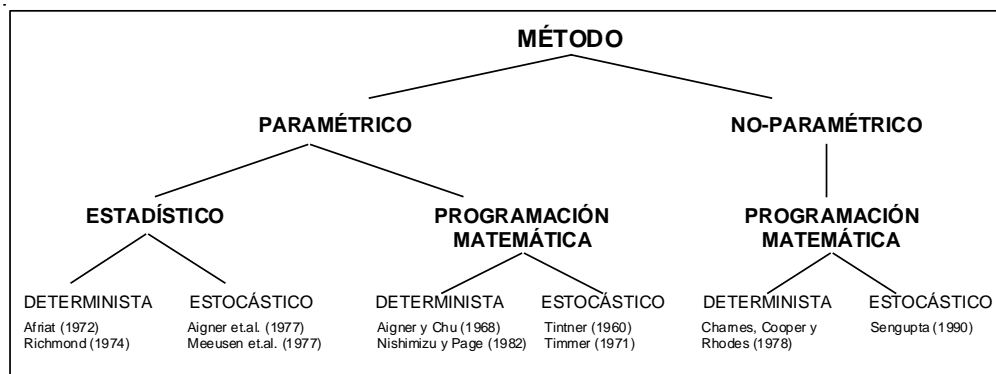 MÉTODO
PARAMÉTRICO
NO-PARAMÉTRICO
ESTADÍSTICO
PROGRAMACIÓN
MATEMÁTICA
PROGRAMACIÓN
MATEMÁTICA
DETERMINISTA
Afriat (1972)
Richmond (1974)
ESTOCÁSTICO
Aigner et.al. (1977)
Meeusen et.al. (1977)
DETERMINISTA
Aigner y Chu (1968)
Nishimizu y Page (1982)
ESTOCÁSTICO
Tintner (1960)
Timmer (1971)
DETERMINISTA
Charnes, Cooper y
Rhodes (1978)
ESTOCÁSTICO
Sengupta (1990)